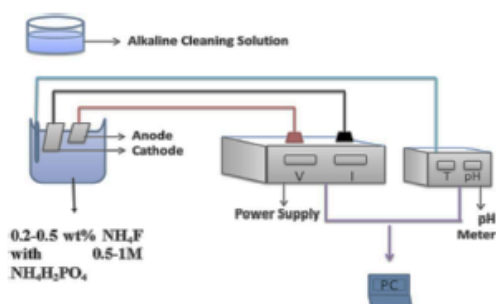 Alkaline Cleaning Solution
Anode
Cathode
V I
T pH
Power Supply
pH
Meter
0.2-0.5 wt% NH₄F
with 0.5-1M
NH₄H₂PO₄
PC